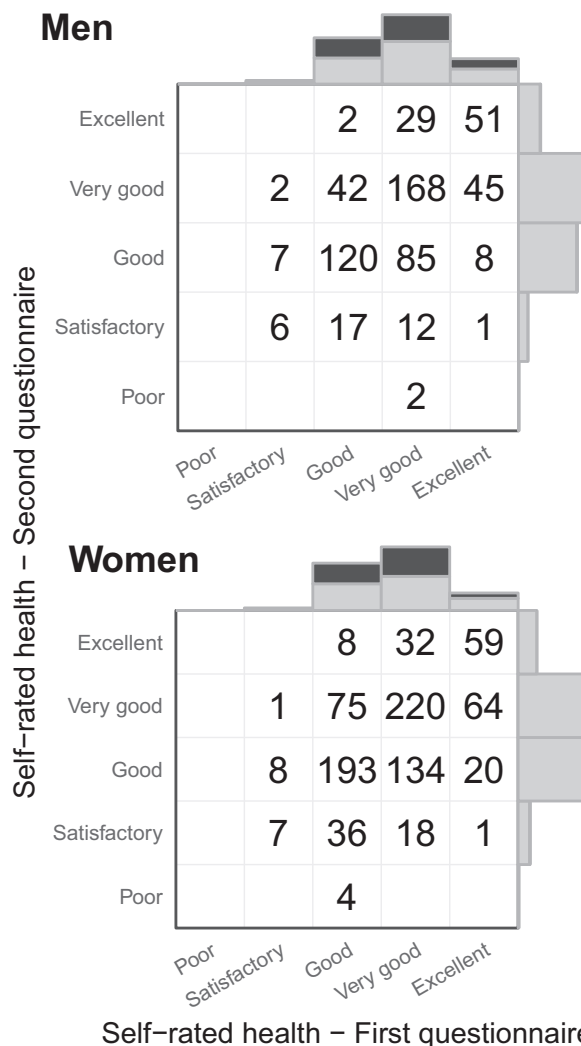 Men
Excellent 2 29 51
Very good 2 42 168 45
Good 7 120 85 8
Satisfactory 6 17 12 1
Poor 2
Poor Satisfactory Good Very good Excellent
Self−rated health − Second questionnaire
Women
Excellent 8 32 59
Very good 1 75 220 64
Good 8 193 134 20
Satisfactory 7 36 18 1
Poor 4
Poor Satisfactory Good Very good Excellent
Self−rated health − First questionnaire